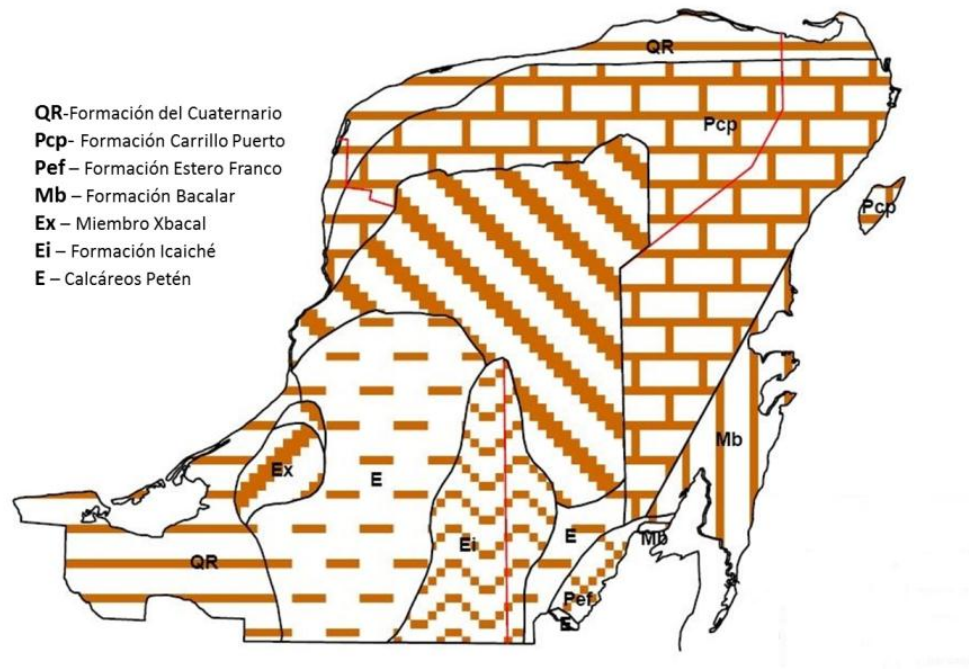 QR-Formación del Cuaternario
Pcp- Formación Carrillo Puerto
Pef – Formación Estero Franco
Mb – Formación Bacalar
Ex – Miembro Xbacal
Ei – Formación Icaiché
E – Calcáreos Petén
QR
Pcp
Pcp
Mb
Ex
E
E
Ei
Mb
QR
Pef
E